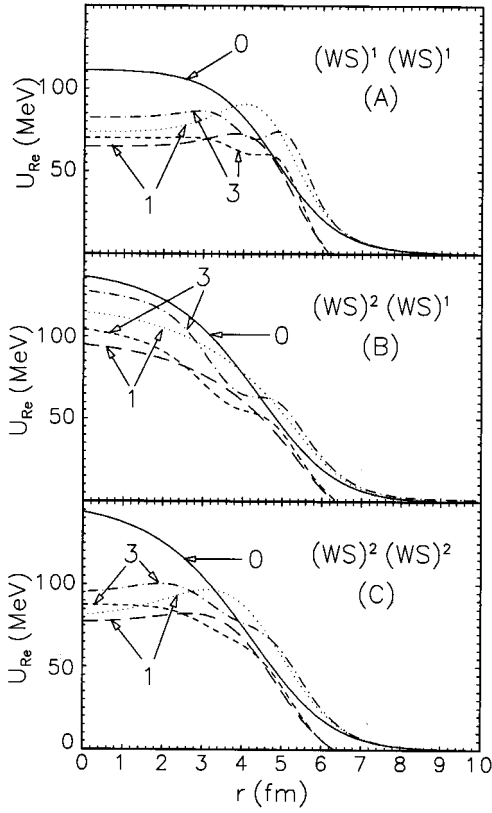 0
(WS)¹ (WS)¹
(A)
100
50
U_Re (MeV)
1
3
3
0
(WS)² (WS)¹
(B)
100
50
U_Re (MeV)
1
0
(WS)² (WS)²
(C)
3
100
50
0
U_Re (MeV)
1
0 1 2 3 4 5 6 7 8 9 10
r (fm)